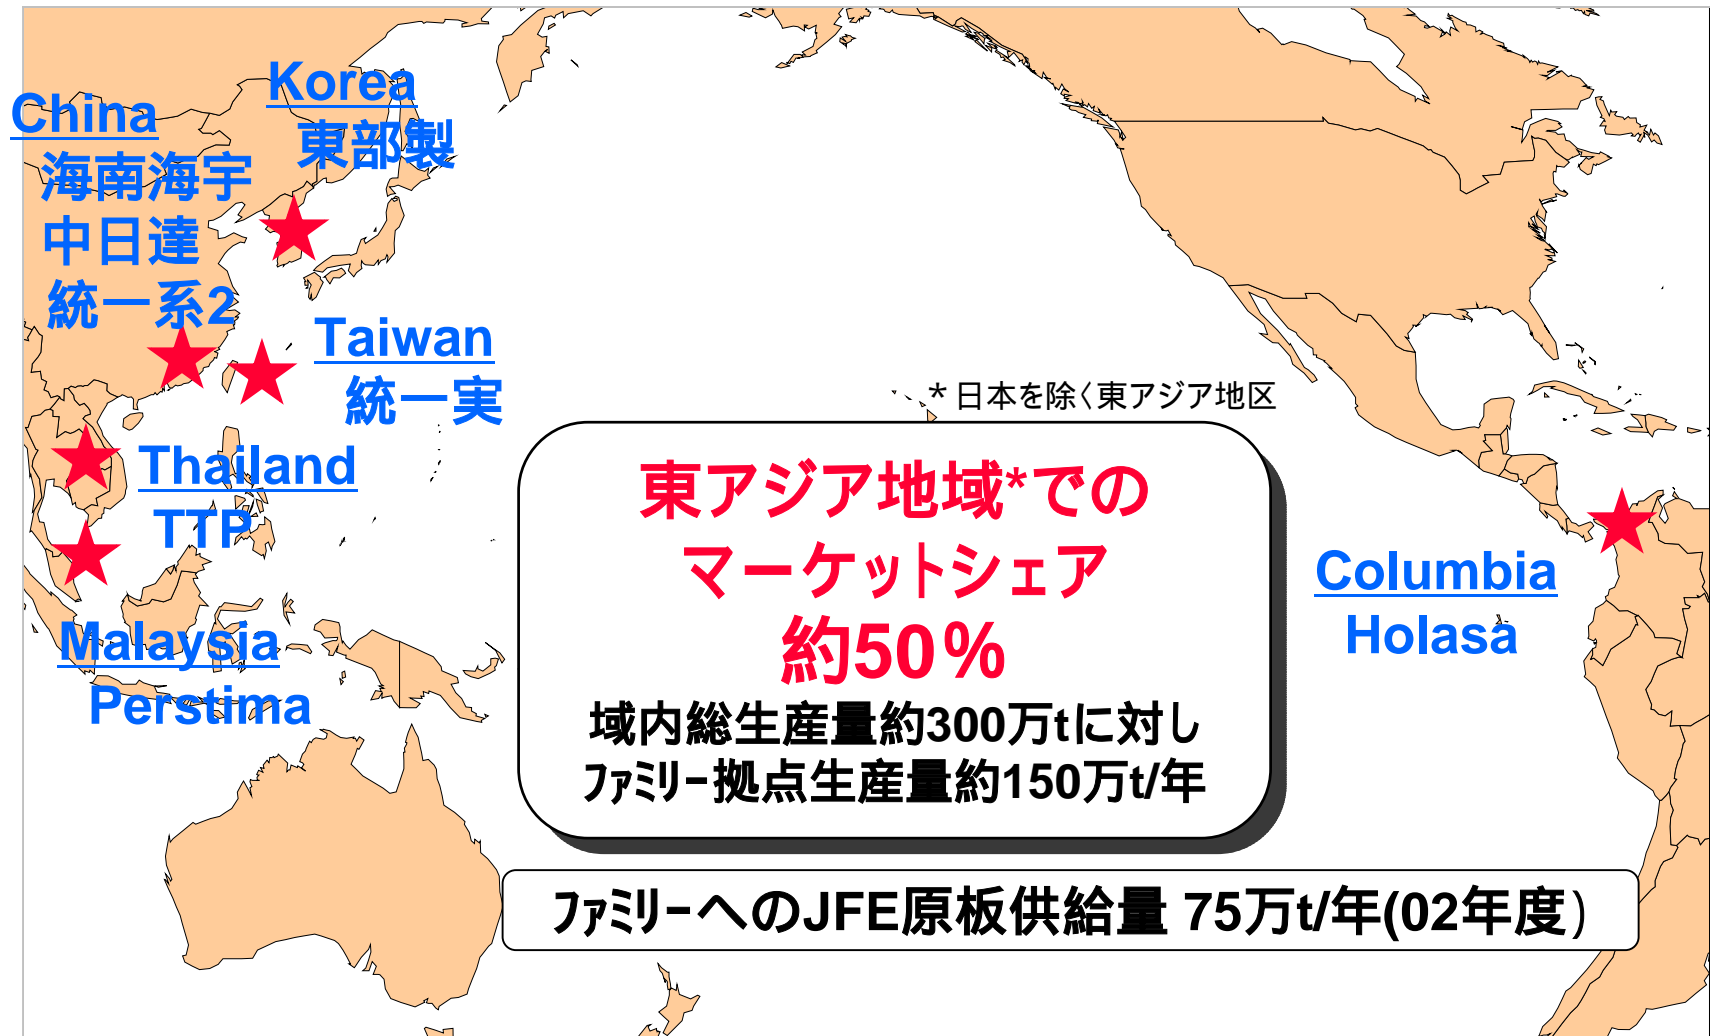 China
海南海宇
中日達
統一系2
Korea
東部製
Taiwan
統一実
Thailand
TTP
Malaysia
Perstima
*日本を除く東アジア地区
東アジア地域*での
マーケットシェア
約50%
域内総生産量約300万tに対し
ファミリー拠点生産量約150万t/年
Columbia
Holasa
ファミリーへのJFE原板供給量 75万t/年(02年度)